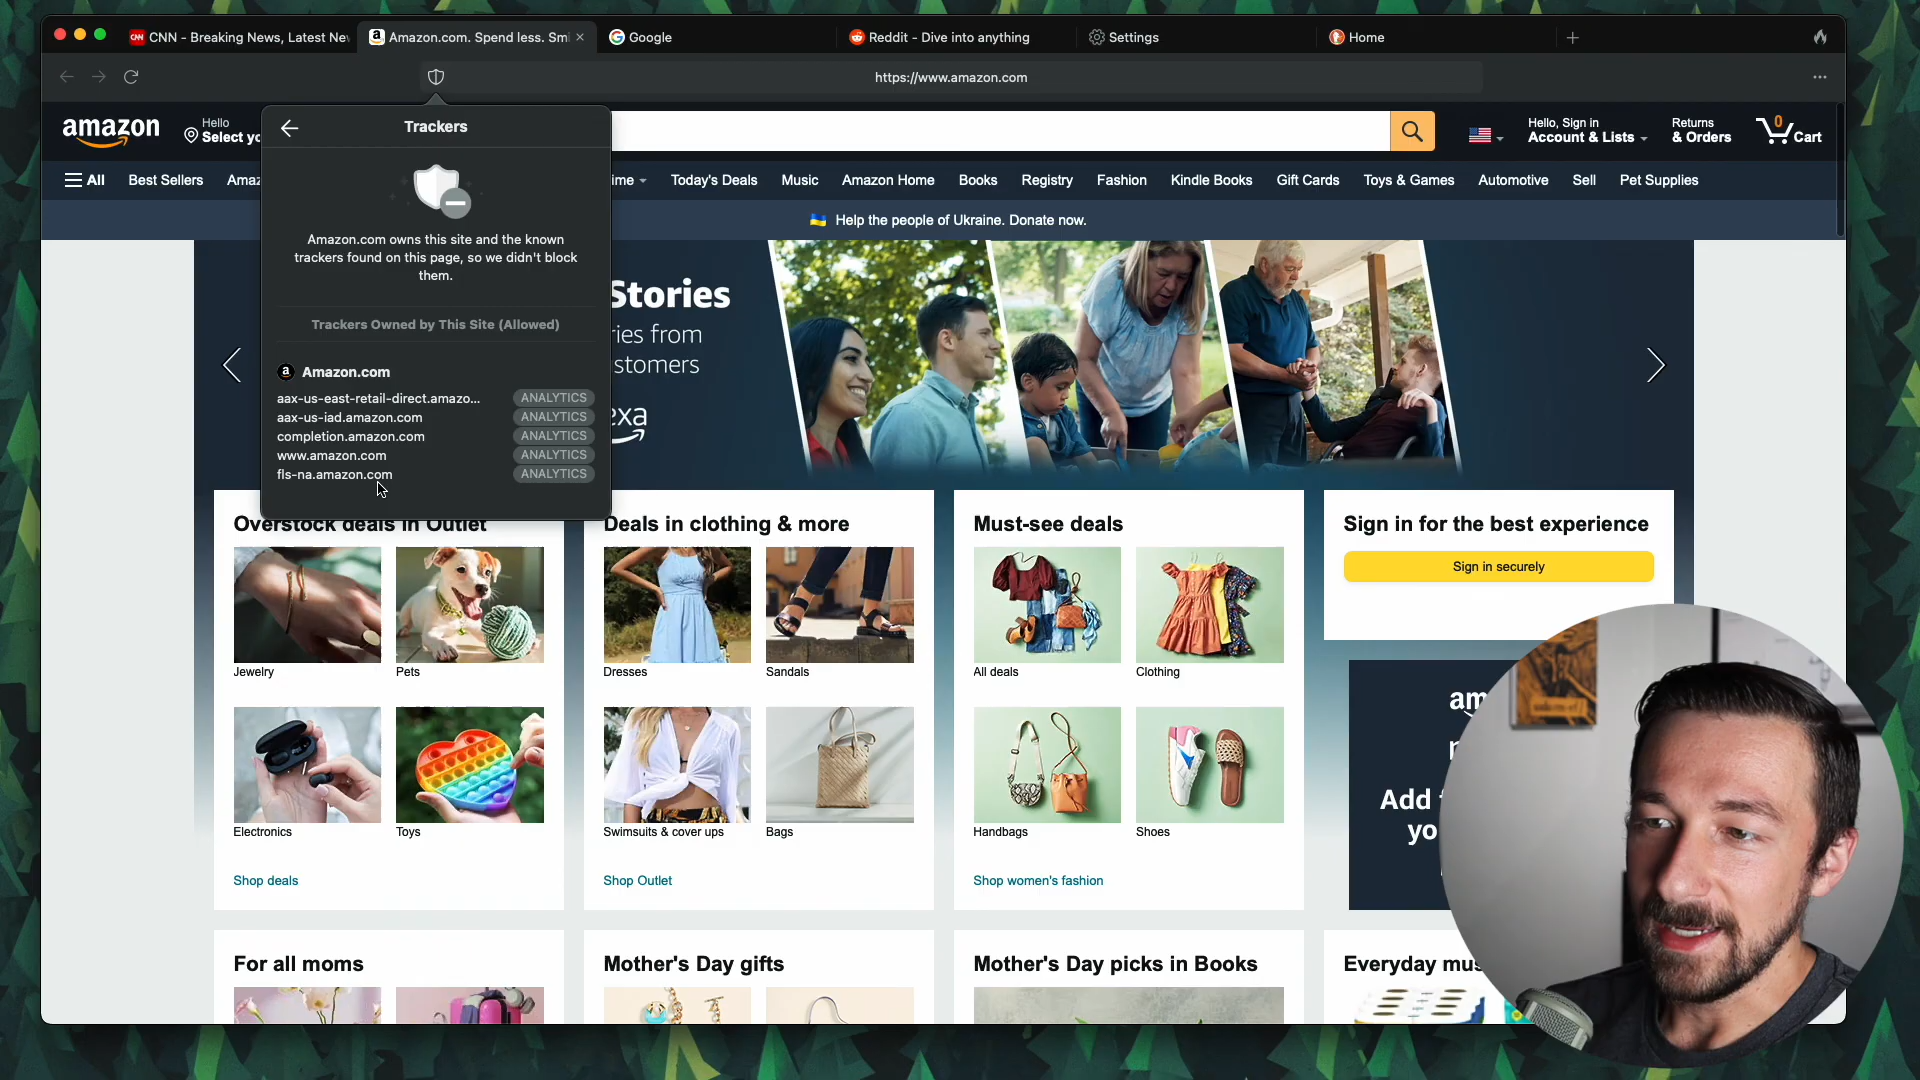 CNN - Breaking News, Latest Nev
Amazon.com. Spend less. Smi
Google
Reddit - Dive into anything
Settings
Home
https://www.amazon.com
amazon
Hello
Select yo
Hello, Sign in
Account & Lists
Returns
& Orders
0
Cart
All
Best Sellers
Amaz
ime
Today's Deals
Music
Amazon Home
Books
Registry
Fashion
Kindle Books
Gift Cards
Toys & Games
Automotive
Sell
Pet Supplies
Help the people of Ukraine. Donate now.
Trackers
Amazon.com owns this site and the known
trackers found on this page, so we didn't block
them.
Trackers Owned by This Site (Allowed)
Amazon.com
aax-us-east-retail-direct.amazo... ANALYTICS
aax-us-iad.amazon.com ANALYTICS
completion.amazon.com ANALYTICS
www.amazon.com ANALYTICS
fls-na.amazon.com ANALYTICS
Stories
ries from
stomers
exa
Overstock deals in Outlet
Jewelry
Pets
Electronics
Toys
Shop deals
Deals in clothing & more
Dresses
Sandals
Swimsuits & cover ups
Bags
Shop Outlet
Must-see deals
All deals
Clothing
Handbags
Shoes
Shop women's fashion
Sign in for the best experience
Sign in securely
am
Add
yo
For all moms
Mother's Day gifts
Mother's Day picks in Books
Everyday mus